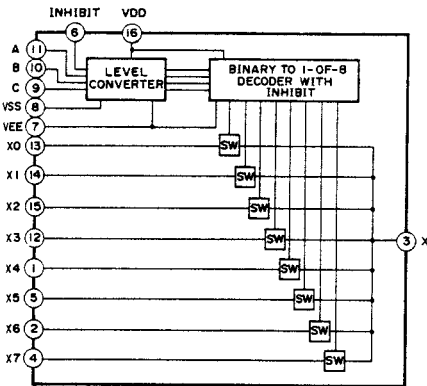 INHIBIT VDD
6 16
A 11
B 10
C 9
VSS 8
VEE 7
LEVEL
CONVERTER
BINARY TO 1-OF-8
DECODER WITH
INHIBIT
X0 13 SW
X1 14 SW
X2 15 SW
X3 12 SW 3 X
X4 1 SW
X5 5 SW
X6 2 SW
X7 4 SW